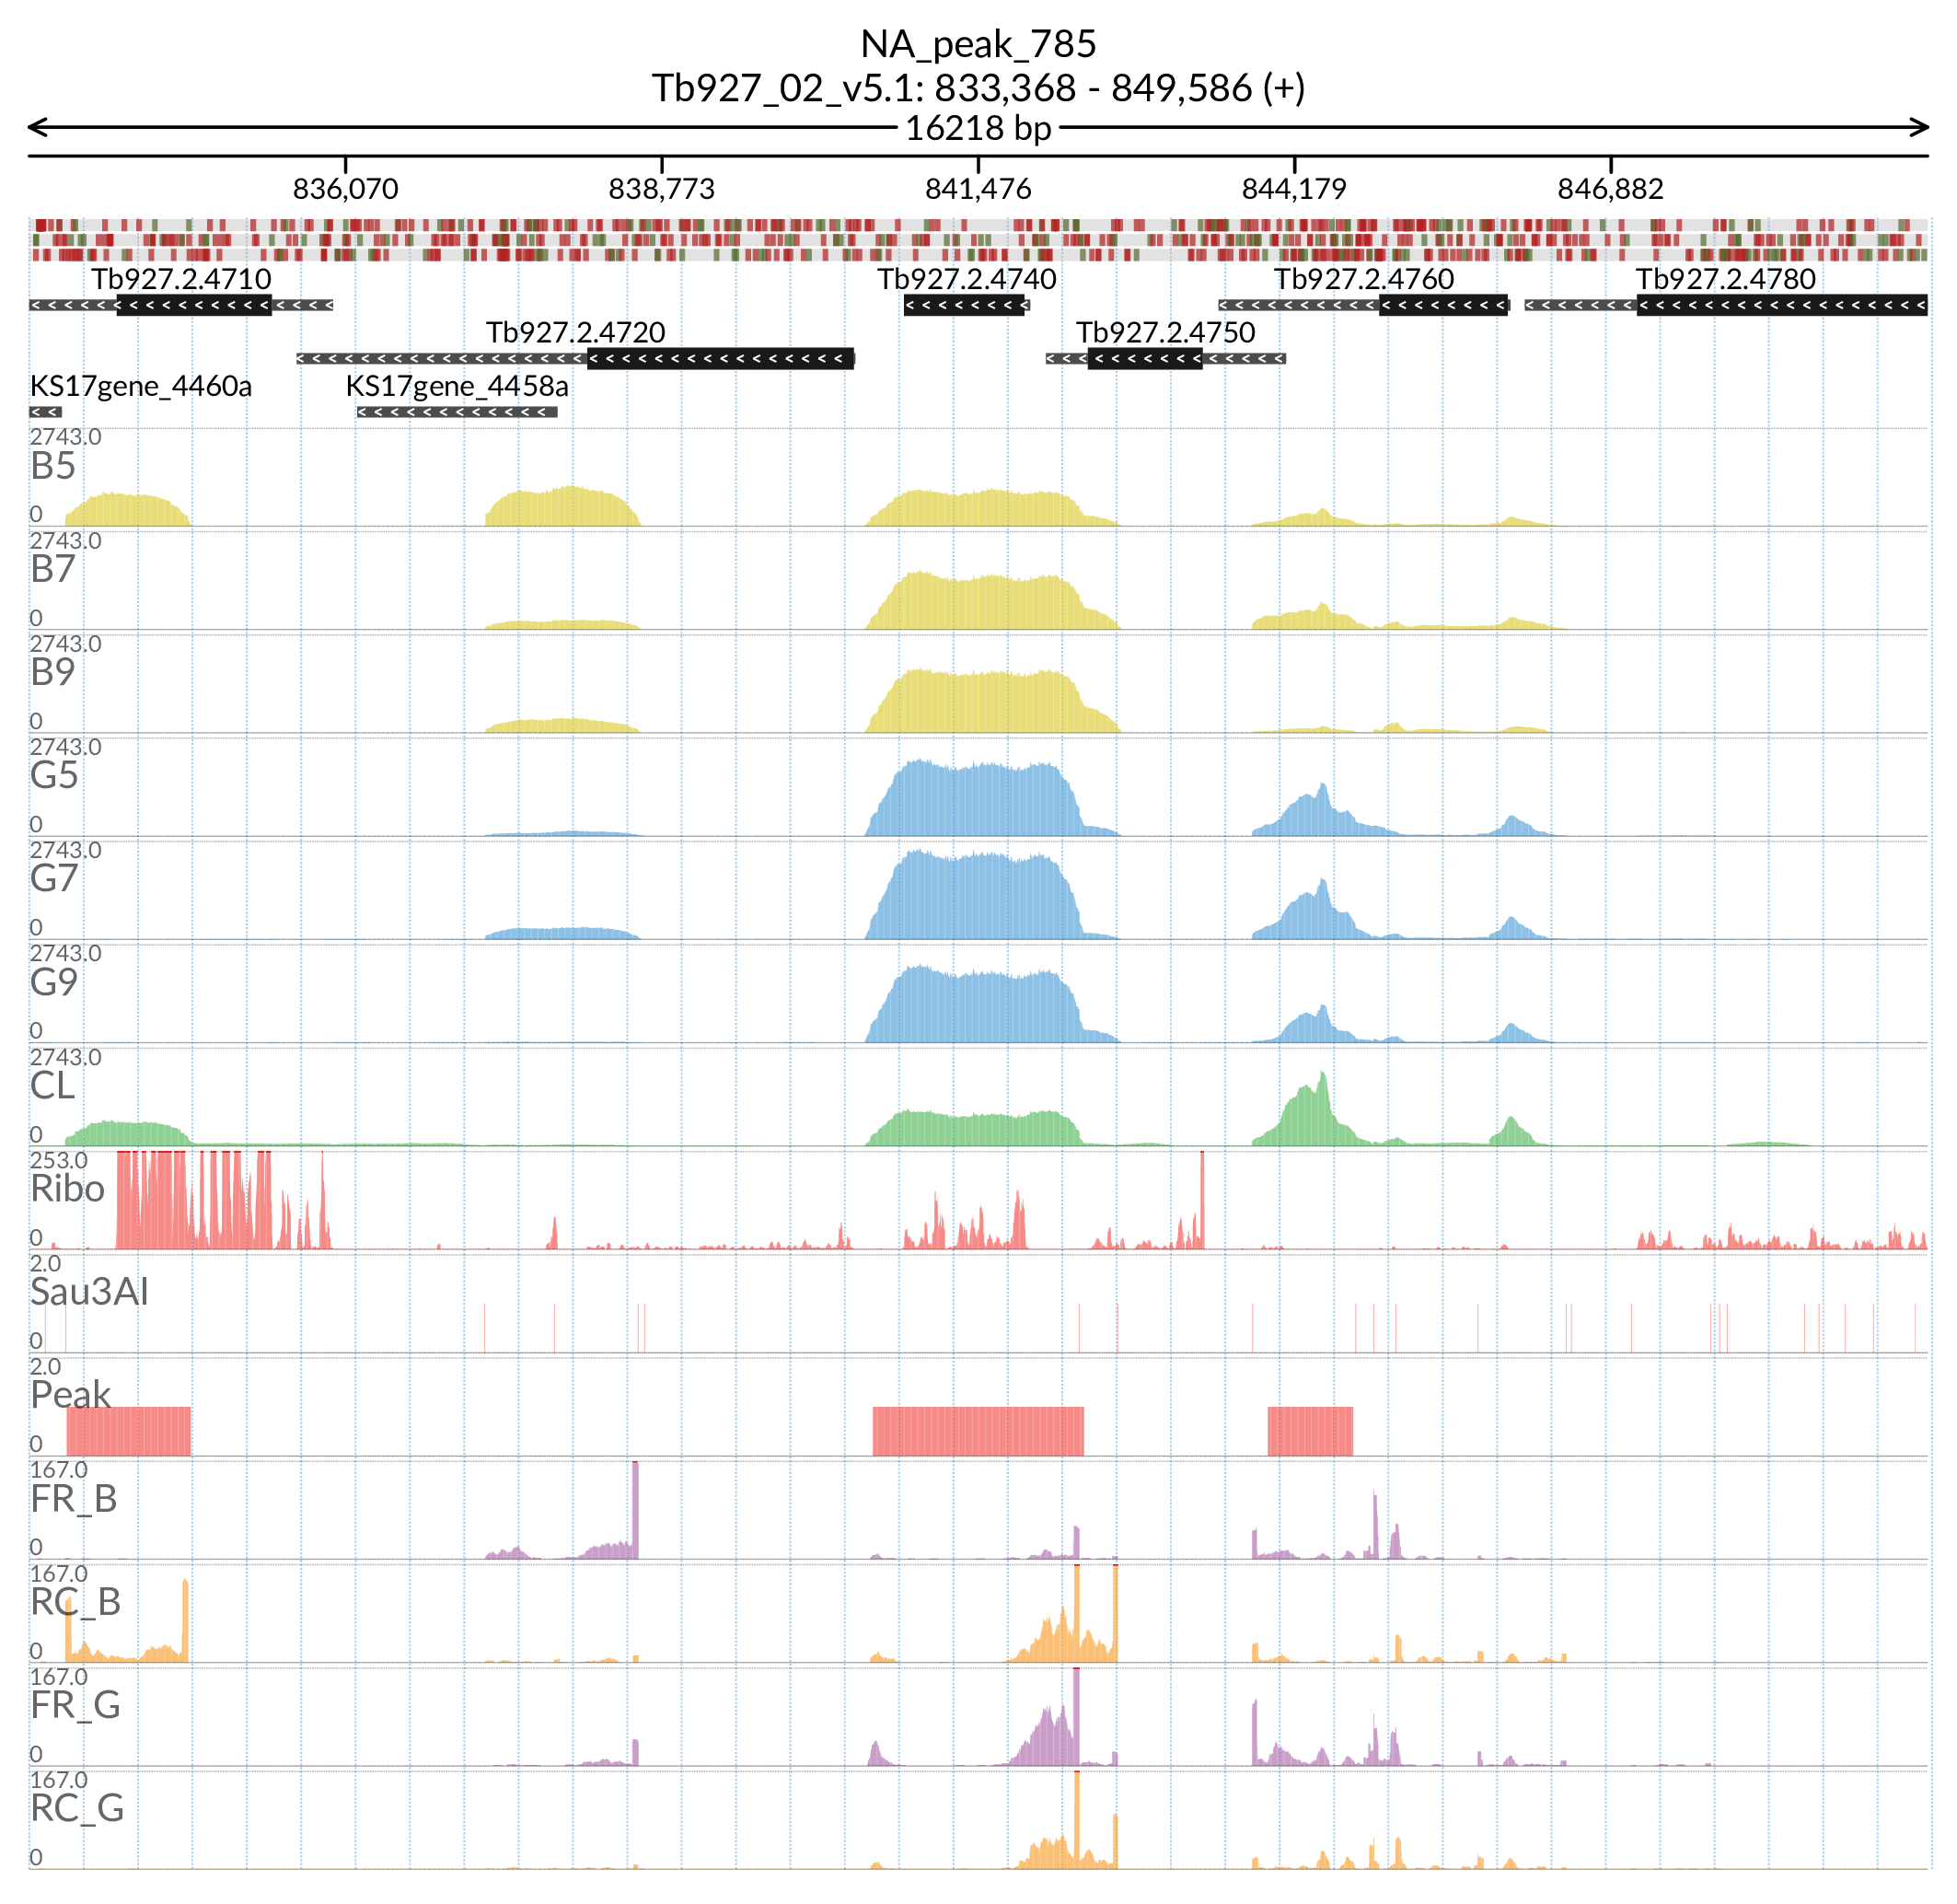 NA_peak_785
Tb927_02_v5.1: 833,368 - 849,586 (+)
16218 bp
836,070 838,773 841,476 844,179 846,882
Tb927.2.4710 Tb927.2.4740 Tb927.2.4760 Tb927.2.4780
Tb927.2.4720 Tb927.2.4750
KS17gene_4460a KS17gene_4458a
2743.0
B5
0
2743.0
B7
0
2743.0
B9
0
2743.0
G5
0
2743.0
G7
0
2743.0
G9
0
2743.0
CL
0
253.0
Ribo
0
2.0
Sau3AI
0
2.0
Peak
0
167.0
FR_B
0
167.0
RC_B
0
167.0
FR_G
0
167.0
RC_G
0